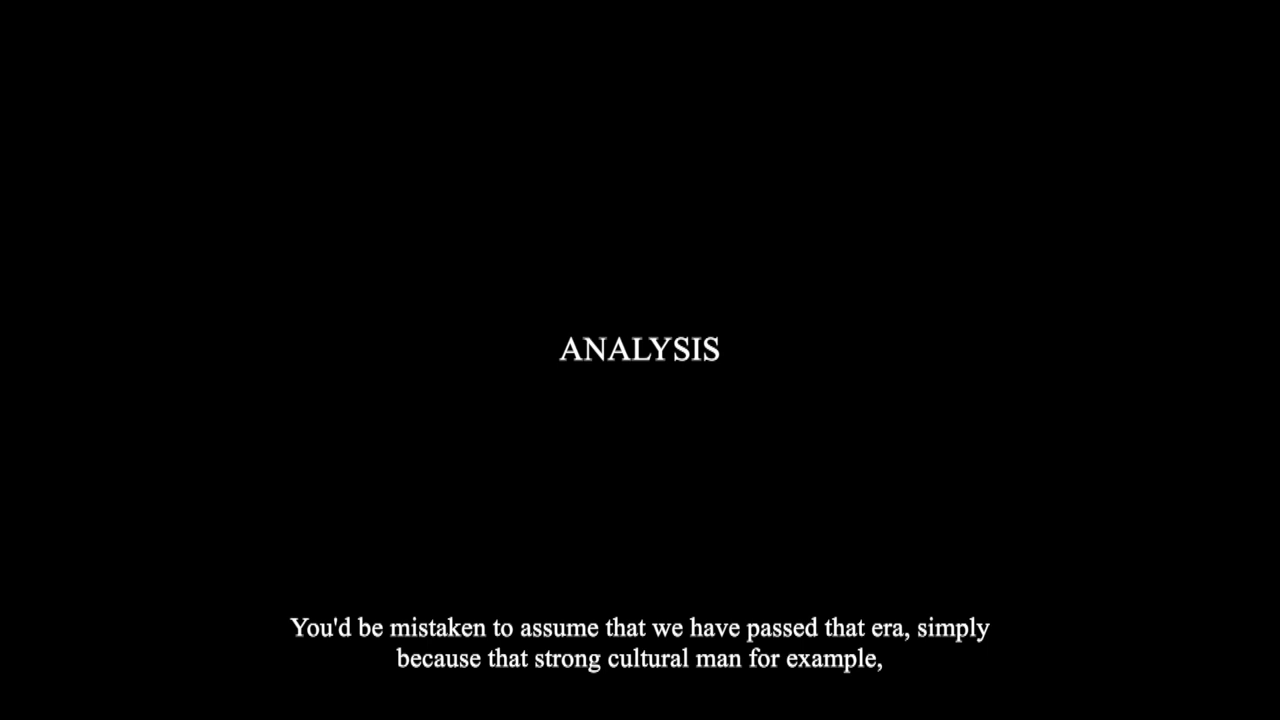 ANALYSIS
You'd be mistaken to assume that we have passed that era, simply
because that strong cultural man for example,